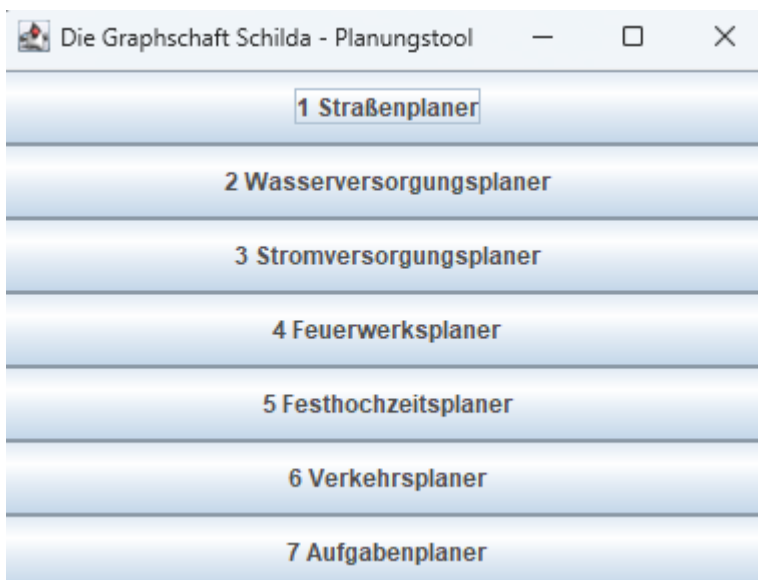 Die Graphschaft Schilda - Planungstool
1 Straßenplaner
2 Wasserversorgungsplaner
3 Stromversorgungsplaner
4 Feuerwerksplaner
5 Festhochzeitsplaner
6 Verkehrsplaner
7 Aufgabenplaner